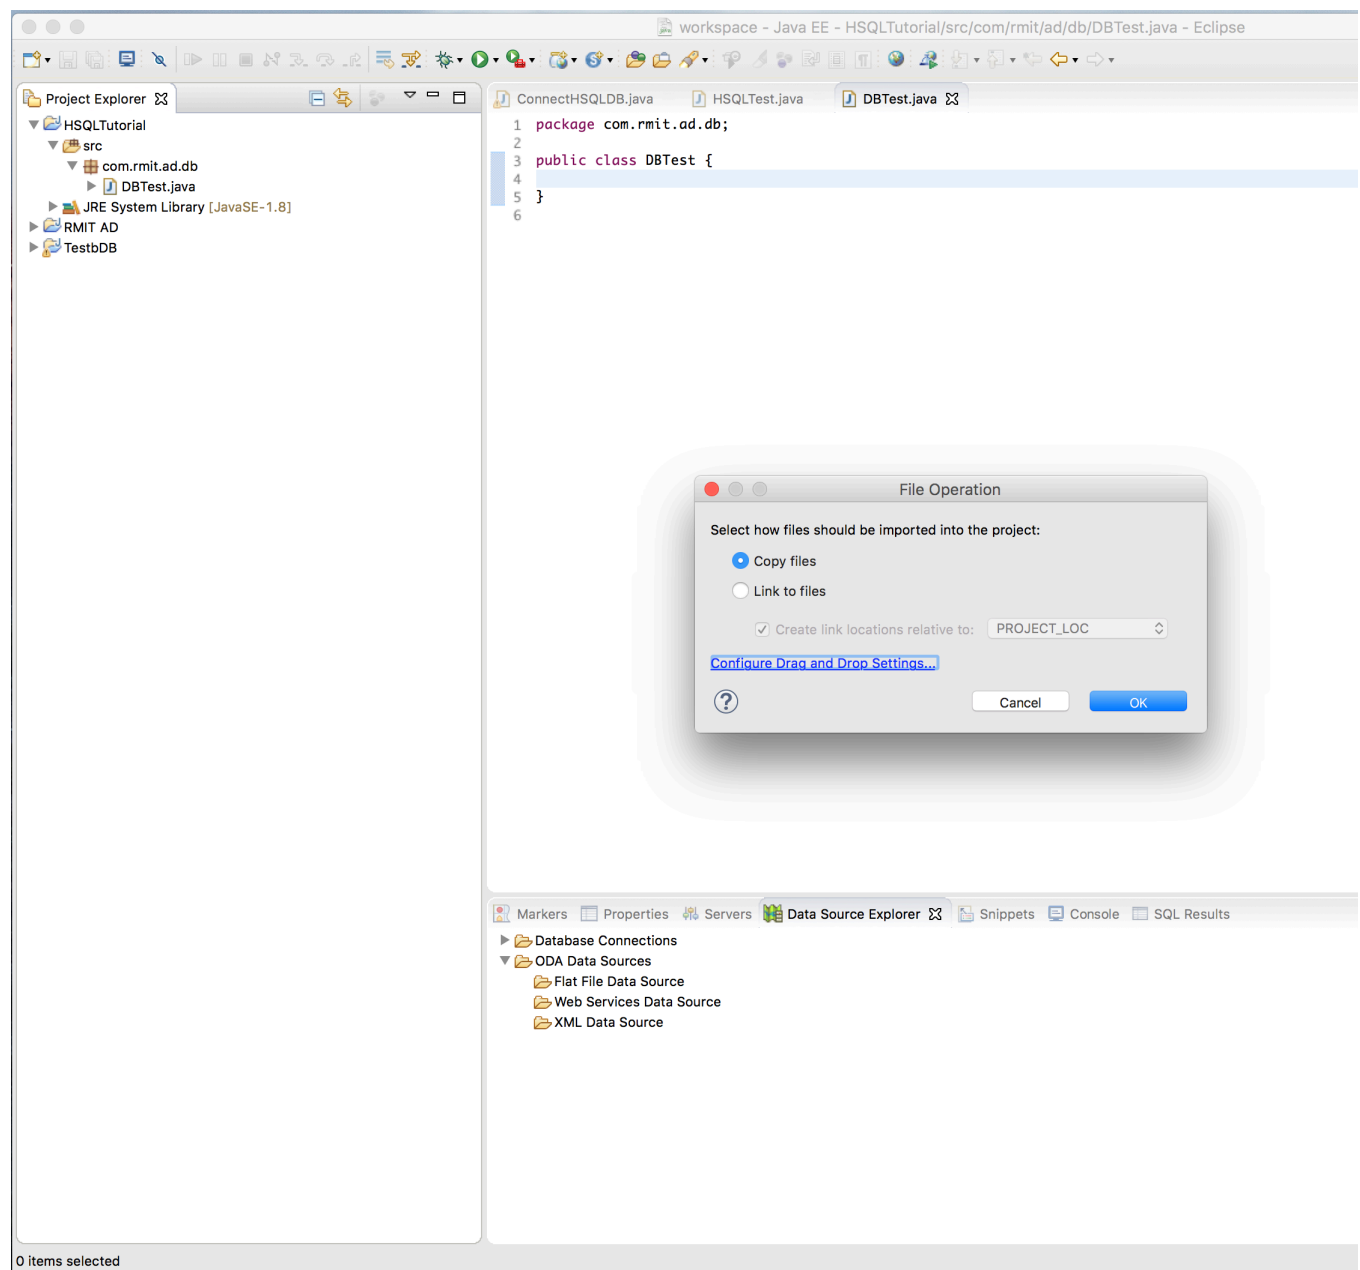 workspace - Java EE - HSQLTutorial/src/com/rmit/ad/db/DBTest.java - Eclipse
Project Explorer
HSQLTutorial
src
com.rmit.ad.db
DBTest.java
JRE System Library [JavaSE-1.8]
RMIT AD
TestbDB
ConnectHSQLDB.java HSQLTest.java DBTest.java
1 package com.rmit.ad.db;
2
3 public class DBTest {
4
5 }
6
File Operation
Select how files should be imported into the project:
Copy files
Link to files
Create link locations relative to: PROJECT_LOC
Configure Drag and Drop Settings...
? Cancel OK
Markers Properties Servers Data Source Explorer Snippets Console SQL Results
Database Connections
ODA Data Sources
Flat File Data Source
Web Services Data Source
XML Data Source
0 items selected